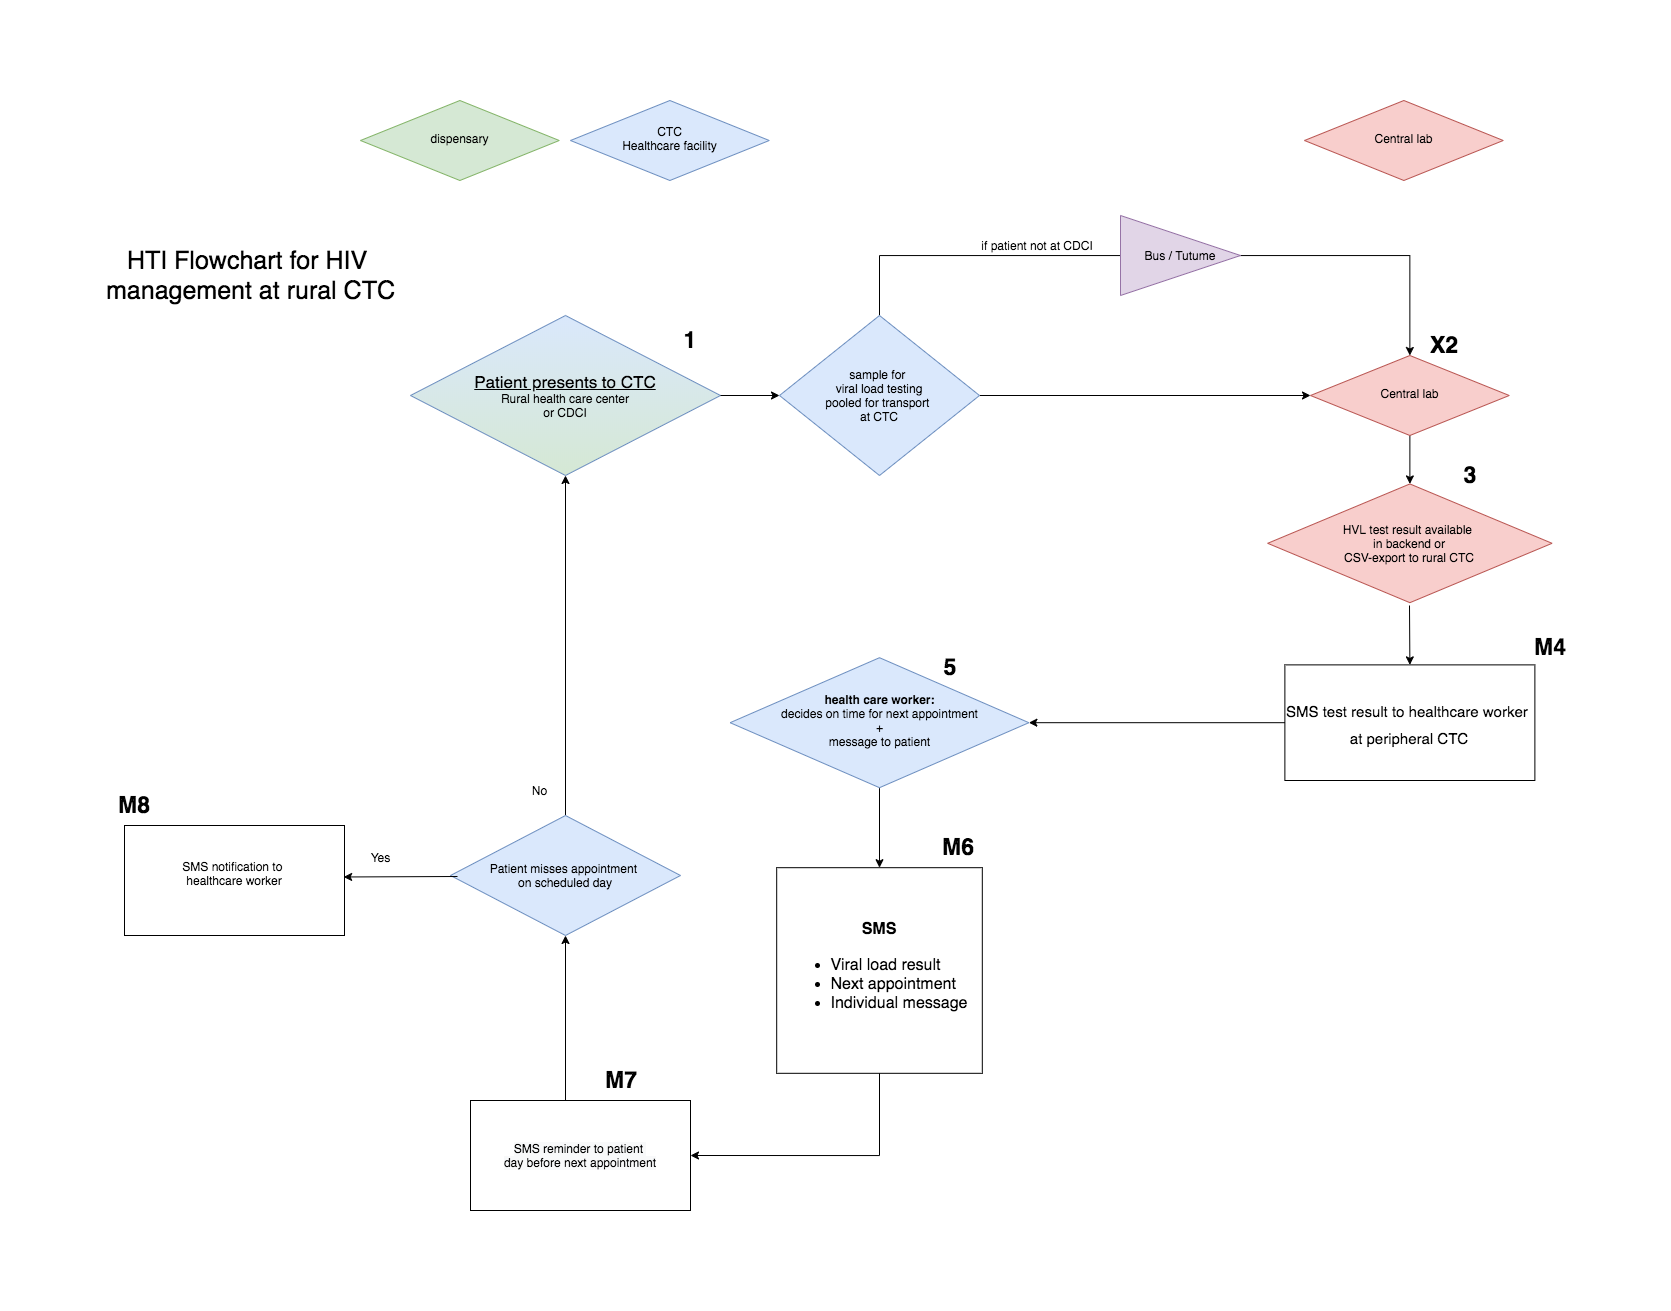 dispensary
CTC
Healthcare facility
Central lab
HTI Flowchart for HIV
management at rural CTC
if patient not at CDCI
Bus / Tutume
1
Patient presents to CTC
Rural health care center
or CDCI
sample for
viral load testing
pooled for transport
at CTC
X2
Central lab
3
HVL test result available
in backend or
CSV-export to rural CTC
M4
SMS test result to healthcare worker
at peripheral CTC
5
health care worker:
decides on time for next appointment
+
message to patient
M6
SMS
• Viral load result
• Next appointment
• Individual message
M7
SMS reminder to patient
day before next appointment
No
Patient misses appointment
on scheduled day
Yes
M8
SMS notification to
healthcare worker